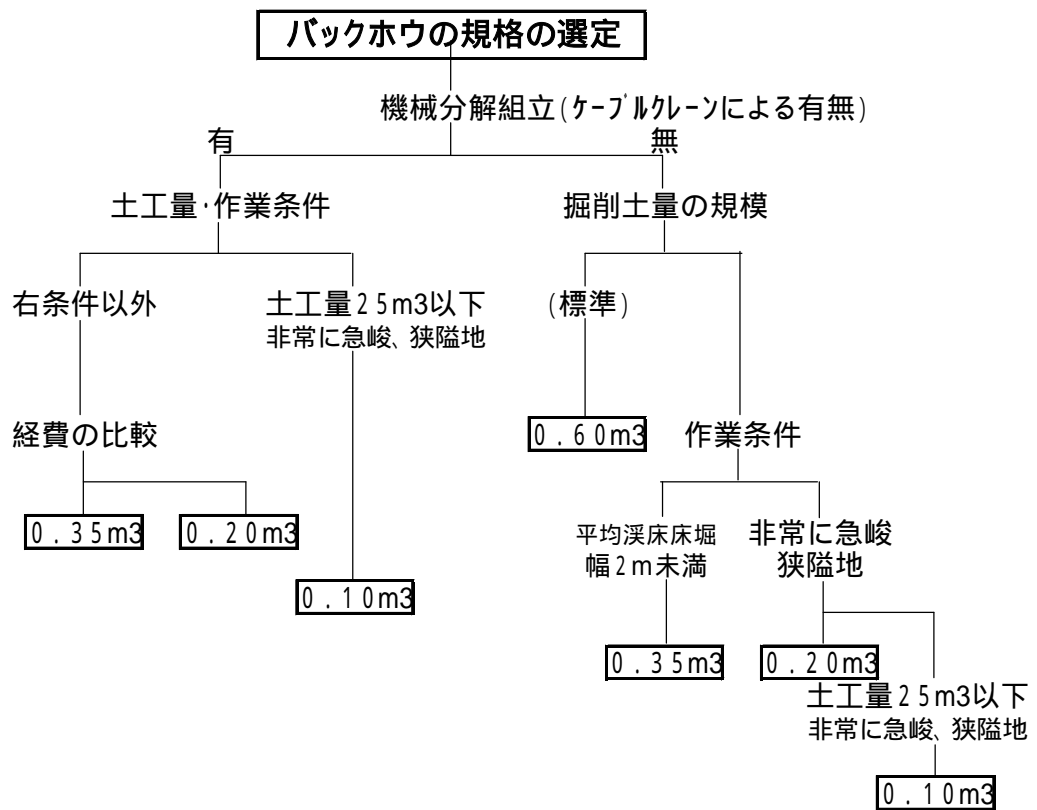 バックホウの規格の選定
機械分解組立(ケーブルクレーンによる有無)
有
無
土工量・作業条件
掘削土量の規模
右条件以外
土工量25m3以下
非常に急峻、狭隘地
(標準)
経費の比較
0.60m3
作業条件
0.35m3
0.20m3
平均渓床床堀
幅2m未満
非常に急峻
狭隘地
0.10m3
0.35m3
0.20m3
土工量25m3以下
非常に急峻、狭隘地
0.10m3